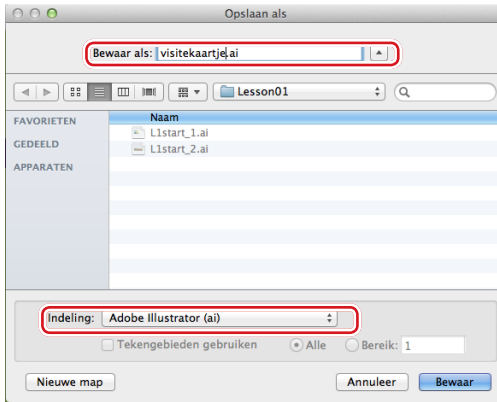 Opslaan als
Bewaar als: visitekaartje.ai
Lesson01
FAVORIETEN
GEDEELD
APPARATEN
Naam
L1start_1.ai
L1start_2.ai
Indeling: Adobe Illustrator (ai)
Tekengebieden gebruiken Alle Bereik: 1
Nieuwe map Annuleer Bewaar